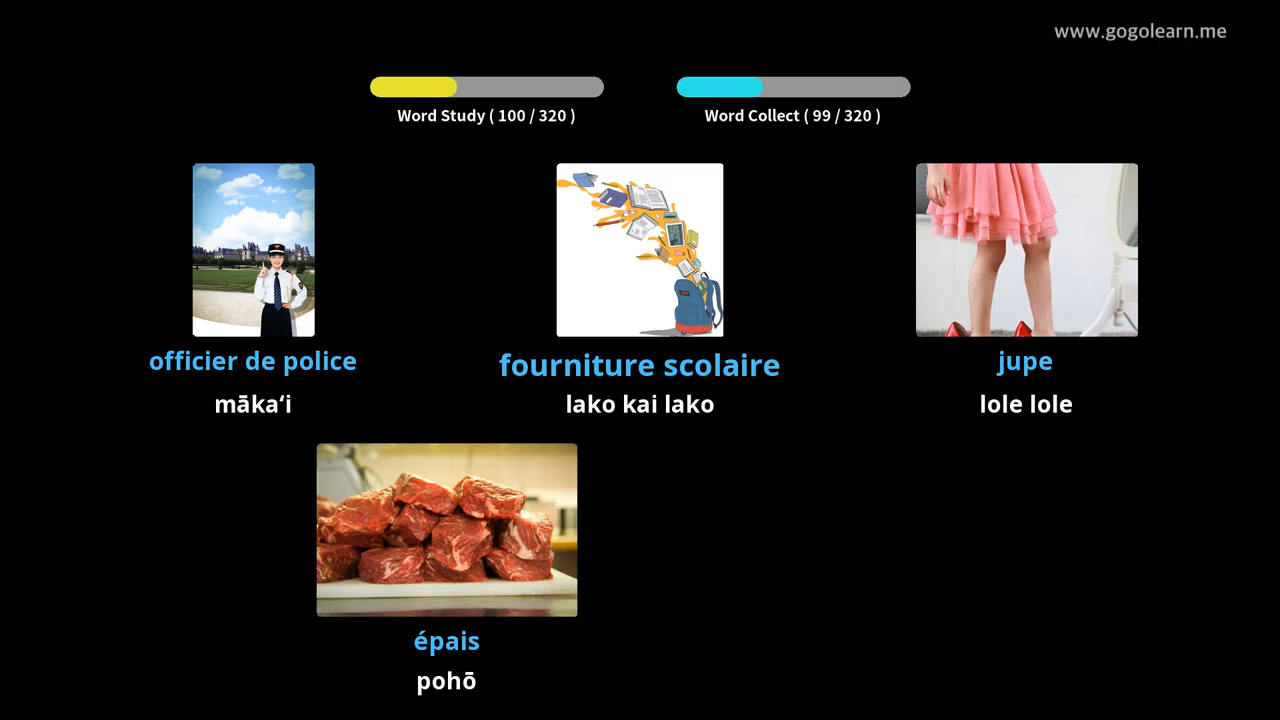 www.gogolearn.me
Word Study ( 100 / 320 )
Word Collect ( 99 / 320 )
officier de police
fourniture scolaire
jupe
mākaʻi
lako kai lako
lole lole
épais
pohō